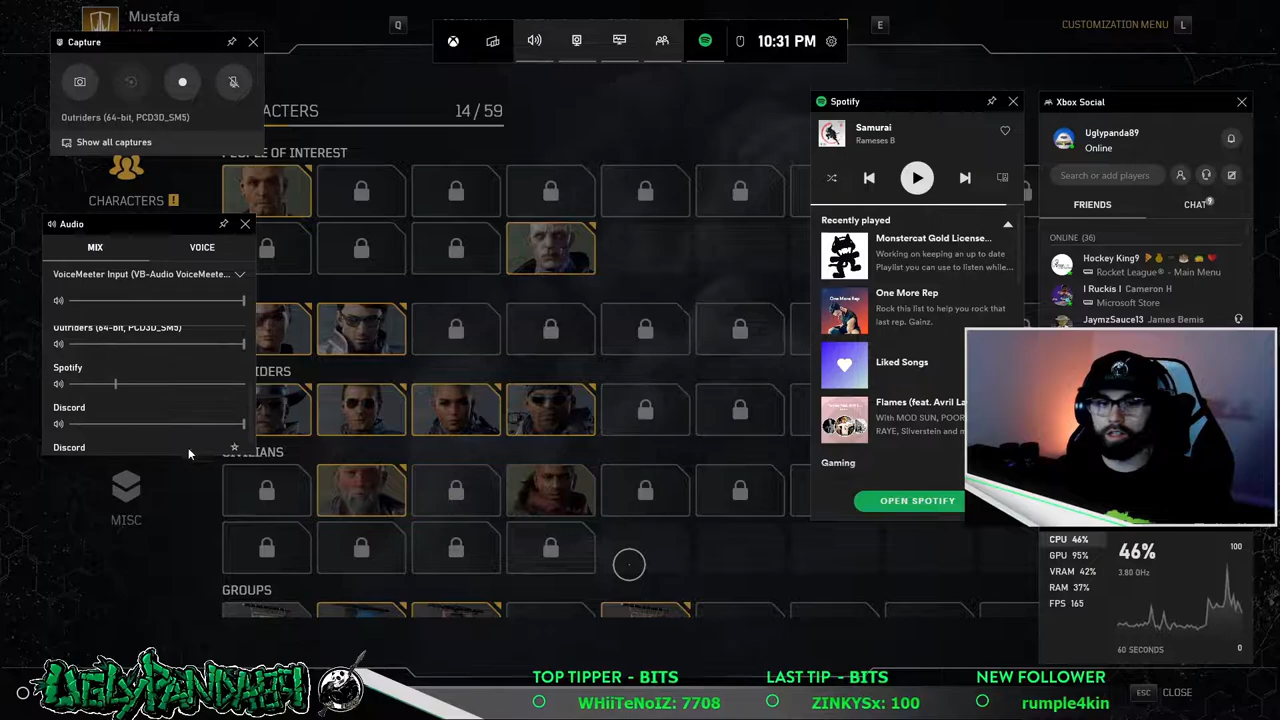 Mustafa
Q
E
CUSTOMIZATION MENU L
Capture
10:31 PM
Outriders (64-bit, PCD3D_SM5)
Show all captures
CHARACTERS !
ACTERS 14 / 59
PEOPLE OF INTEREST
Audio
MIX VOICE
VoiceMeeter Input (VB-Audio VoiceMeete...
Outriders (64-bit, PCD3D_SM5)
Spotify
Discord
Discord
IDERS
CIVILIANS
MISC
GROUPS
Spotify
Samurai
Rameses B
Recently played
Monstercat Gold License...
Working on keeping an up to date
Playlist you can use to listen while...
One More Rep
Rock this list to help you rock that
last rep. Gainz.
Liked Songs
Flames (feat. Avril La
With MOD SUN, POOR
RAYE, Silverstein and m
Gaming
OPEN SPOTIFY
Xbox Social
Uglypanda89
Online
Search or add players
FRIENDS CHAT
ONLINE (36)
Hockey King9
Rocket League® - Main Menu
I Ruckis I Cameron H
Microsoft Store
JaymzSauce13 James Bemis
CPU 46%
GPU 95%
VRAM 42%
RAM 37%
FPS 165
46%
3.80 GHz
100
60 SECONDS 0
UGLYPANDA89
TOP TIPPER - BITS
WHiiTeNoIZ: 7708
LAST TIP - BITS
ZINKYSx: 100
NEW FOLLOWER
rumple4kin
ESC CLOSE